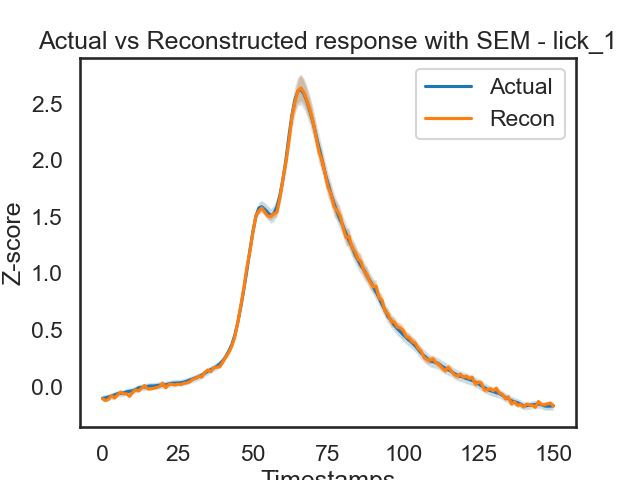 Actual vs Reconstructed response with SEM - lick_1
Actual
Recon
Z-score
2.5
2.0
1.5
1.0
0.5
0.0
0 25 50 75 100 125 150
Timestamps